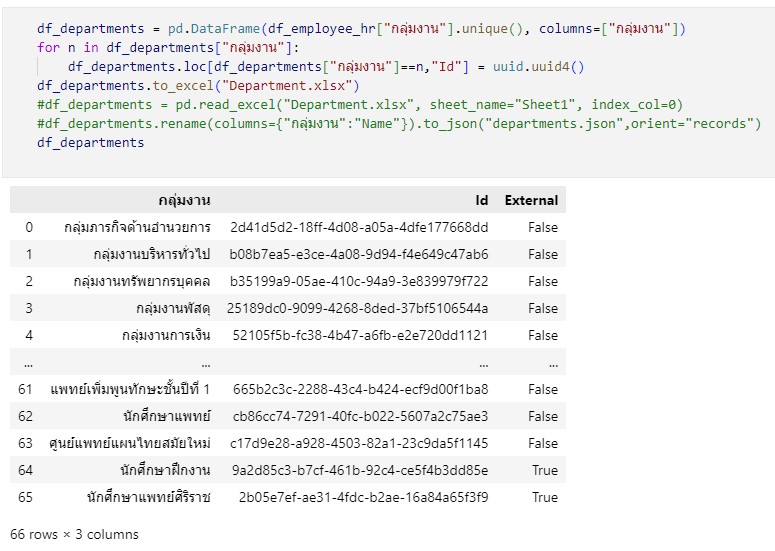 df_departments = pd.DataFrame(df_employee_hr["กลุ่มงาน"].unique(), columns=["กลุ่มงาน"])
for n in df_departments["กลุ่มงาน"]:
    df_departments.loc[df_departments["กลุ่มงาน"]==n,"Id"] = uuid.uuid4()
df_departments.to_excel("Department.xlsx")
#df_departments = pd.read_excel("Department.xlsx", sheet_name="Sheet1", index_col=0)
#df_departments.rename(columns={"กลุ่มงาน":"Name"}).to_json("departments.json",orient="records")
df_departments
กลุ่มงาน Id External
0 กลุ่มภารกิจด้านอำนวยการ 2d41d5d2-18ff-4d08-a05a-4dfe177668dd False
1 กลุ่มงานบริหารทั่วไป b08b7ea5-e3ce-4a08-9d94-f4e649c47ab6 False
2 กลุ่มงานทรัพยากรบุคคล b35199a9-05ae-410c-94a9-3e839979f722 False
3 กลุ่มงานพัสดุ 25189dc0-9099-4268-8ded-37bf5106544a False
4 กลุ่มงานการเงิน 52105f5b-fc38-4b47-a6fb-e2e720dd1121 False
... ... ... ...
61 แพทย์เพิ่มพูนทักษะชั้นปีที่ 1 665b2c3c-2288-43c4-b424-ecf9d00f1ba8 False
62 นักศึกษาแพทย์ cb86cc74-7291-40fc-b022-5607a2c75ae3 False
63 ศูนย์แพทย์แผนไทยสมัยใหม่ c17d9e28-a928-4503-82a1-23c9da5f1145 False
64 นักศึกษาฝึกงาน 9a2d85c3-b7cf-461b-92c4-ce5f4b3dd85e True
65 นักศึกษาแพทย์ศิริราช 2b05e7ef-ae31-4fdc-b2ae-16a84a65f3f9 True
66 rows × 3 columns